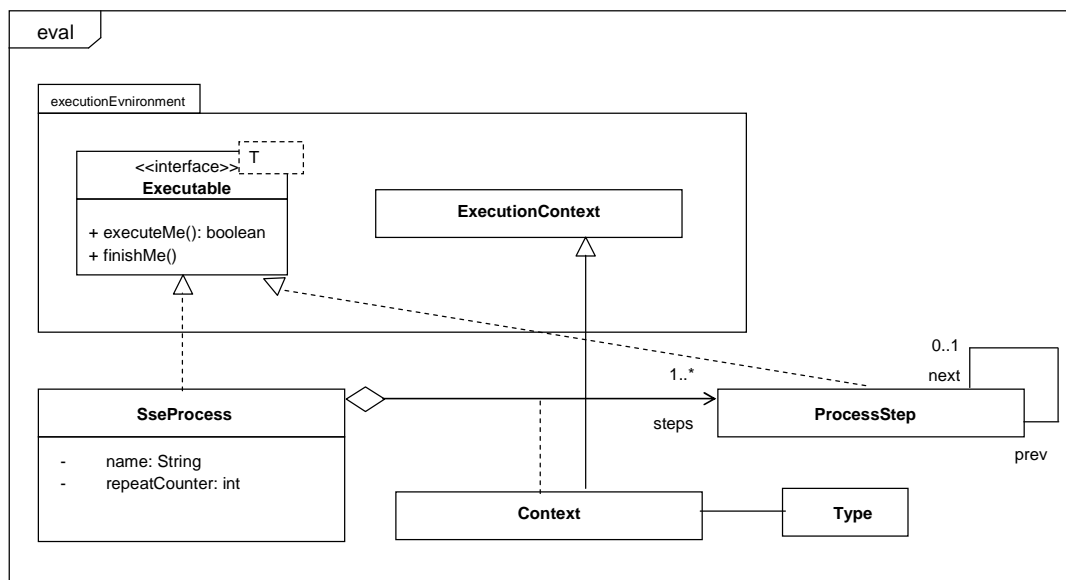 eval
executionEvnironment
T
<<interface>>
Executable
+ executeMe(): boolean
+ finishMe()
ExecutionContext
0..1
next
1..*
steps
SseProcess
ProcessStep
prev
- name: String
- repeatCounter: int
Context
Type